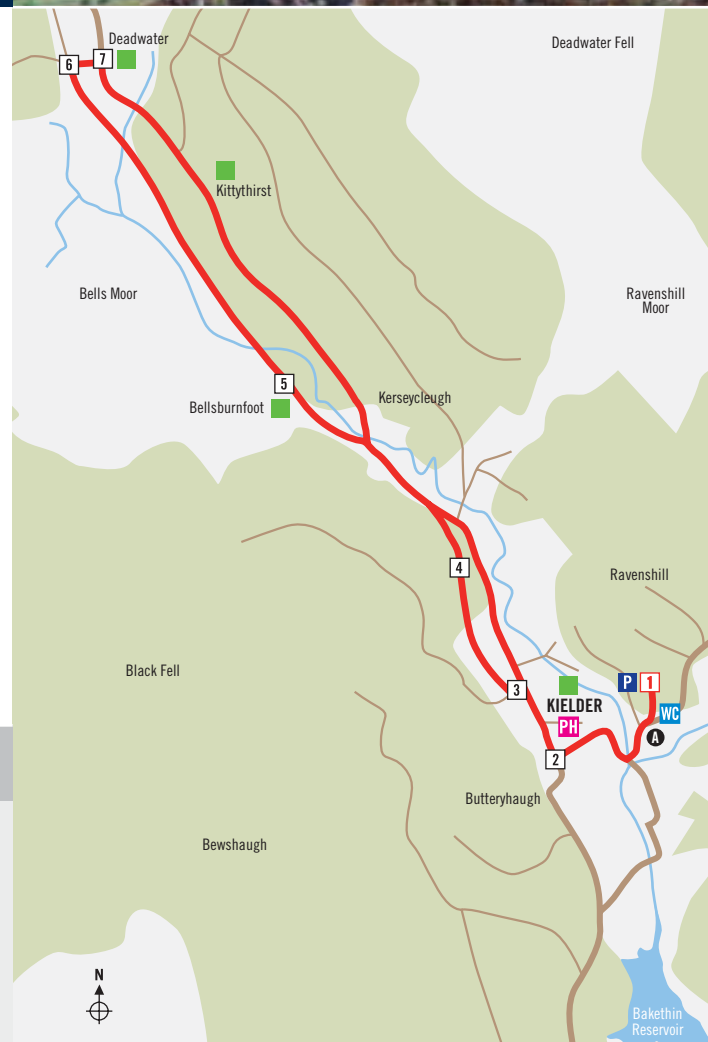 Deadwater
Deadwater Fell
6
7
Kittythirst
Bells Moor
Ravenshill
Moor
5
Kerseycleugh
Bellsburnfoot
4
Ravenshill
Black Fell
P
1
3
KIELDER
WC
PH
A
2
Butteryhaugh
Bewshaugh
N
Bakethin
Reservoir